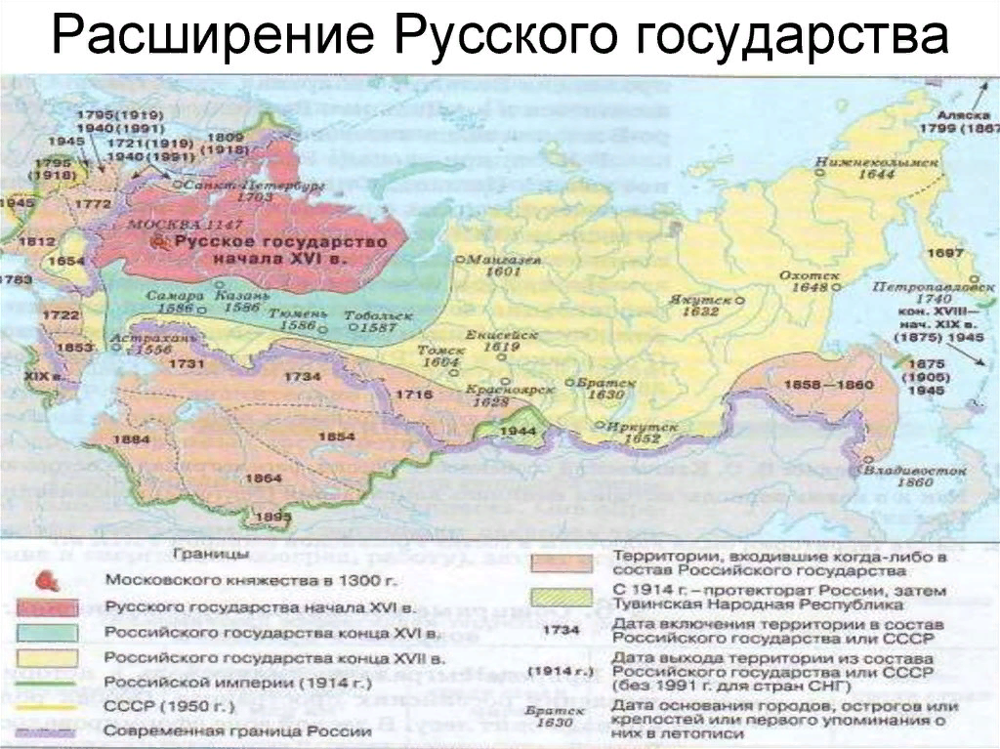 Расширение Русского государства
1795(1919)
1940(1991)
1945
1721(1919)
1940(1991)
1809
(1918)
1795
(1918)
Аляска
1799 (1867
Нижнеколымск
1644
Санкт-Петербург
1703
1945
1772
МОСКВА 1147
Русское государство
начала XVI в.
1812
1654
1783
Мангазея
1601
1697
Охотск
1648
Петропавловск
1740
кон. XVIII—
нач. XIX в.
(1875) 1945
Самара
1586
Казань
1586
Тюмень
1586
Тобольск
1587
Якутск
1632
1722
Астрахань
1556
1853
Енисейск
1619
Томск
1604
1731
1734
XIX в.
1716
Красноярск
1628
Братск
1630
1858—1860
1875
(1905)
1945
1944
Иркутск
1652
1884
1854
1864
1895
Владивосток
1860
Границы
Московского княжества в 1300 г.
Русского государства начала XVI в.
Российского государства конца XVI в.
Российского государства конца XVII в.
Российской империи (1914 г.)
СССР (1950 г.)
Современная граница России
Территории, входившие когда-либо в
состав Российского государства
С 1914 г. – протекторат России, затем
Тувинская Народная Республика
1734
Дата включения территории в состав
Российского государства или СССР
(1914 г.)
Дата выхода территории из состава
Российского государства или СССР
(без 1991 г. для стран СНГ)
Братск
1630
Дата основания городов, острогов или
крепостей или первого упоминания о
них в летописи